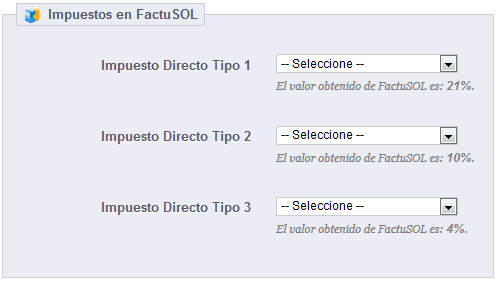 Impuestos en FactuSOL
Impuesto Directo Tipo 1
-- Seleccione --
El valor obtenido de FactuSOL es: 21%.
Impuesto Directo Tipo 2
-- Seleccione --
El valor obtenido de FactuSOL es: 10%.
Impuesto Directo Tipo 3
-- Seleccione --
El valor obtenido de FactuSOL es: 4%.